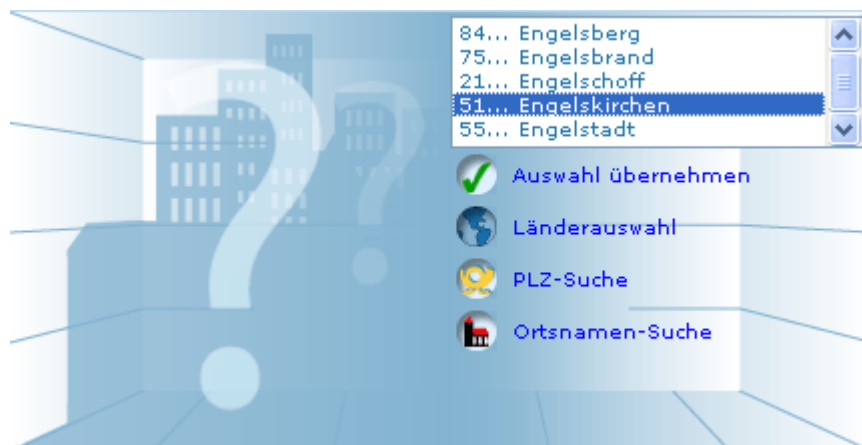 84... Engelsberg
75... Engelsbrand
21... Engelschoff
51... Engelskirchen
55... Engelstadt
Auswahl übernehmen
Länderauswahl
PLZ-Suche
Ortsnamen-Suche